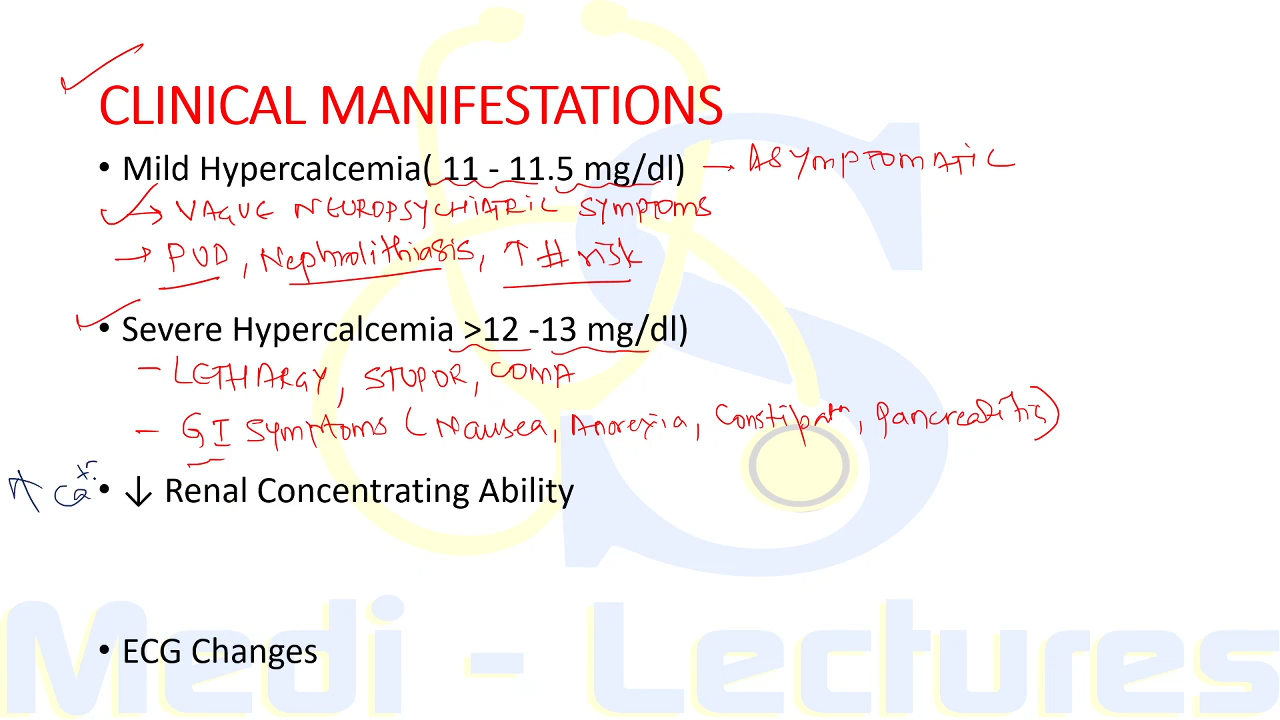 CLINICAL MANIFESTATIONS
• Mild Hypercalcemia( 11 - 11.5 mg/dl) → ASYMPTOMATIC
→ VAGUE NEUROPSYCHIATRIC SYMPTOMS
→ PUD, Nephrolithiasis, ↑ # risk
• Severe Hypercalcemia >12 -13 mg/dl)
- LETHARGY, STUPOR, COMA
- GI Symptoms (Nausea, Anorexia, Constipatn, Pancreatitis)
↑ Ca • ↓ Renal Concentrating Ability
• ECG Changes
Medi - Lectures